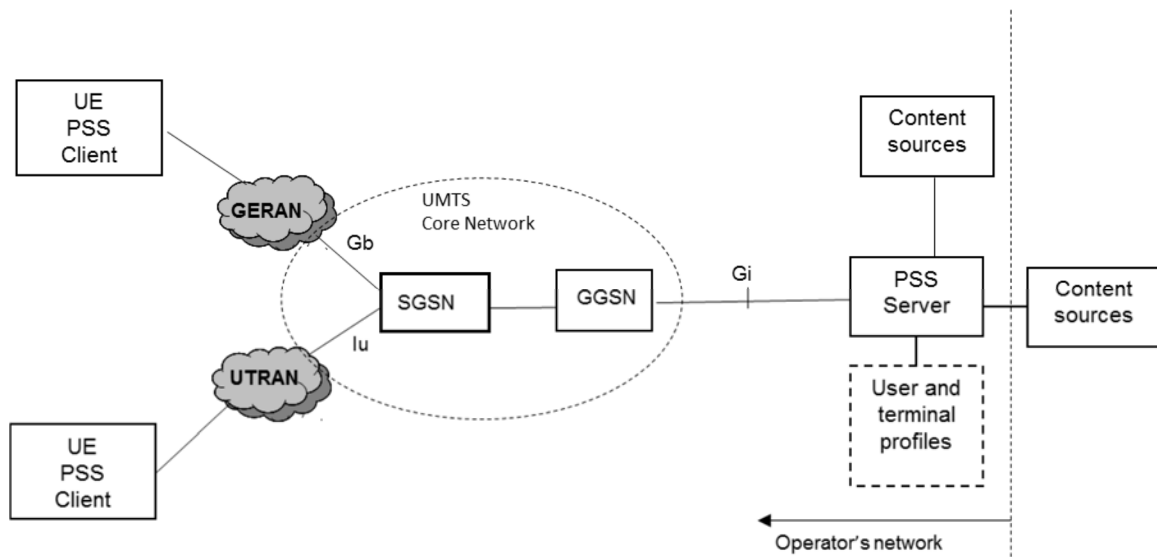 UE
PSS
Client
GERAN
UMTS
Core Network
Gb
Content
sources
SGSN
GGSN
Gi
PSS
Server
Content
sources
Iu
UTRAN
User and
terminal
profiles
UE
PSS
Client
Operator's network